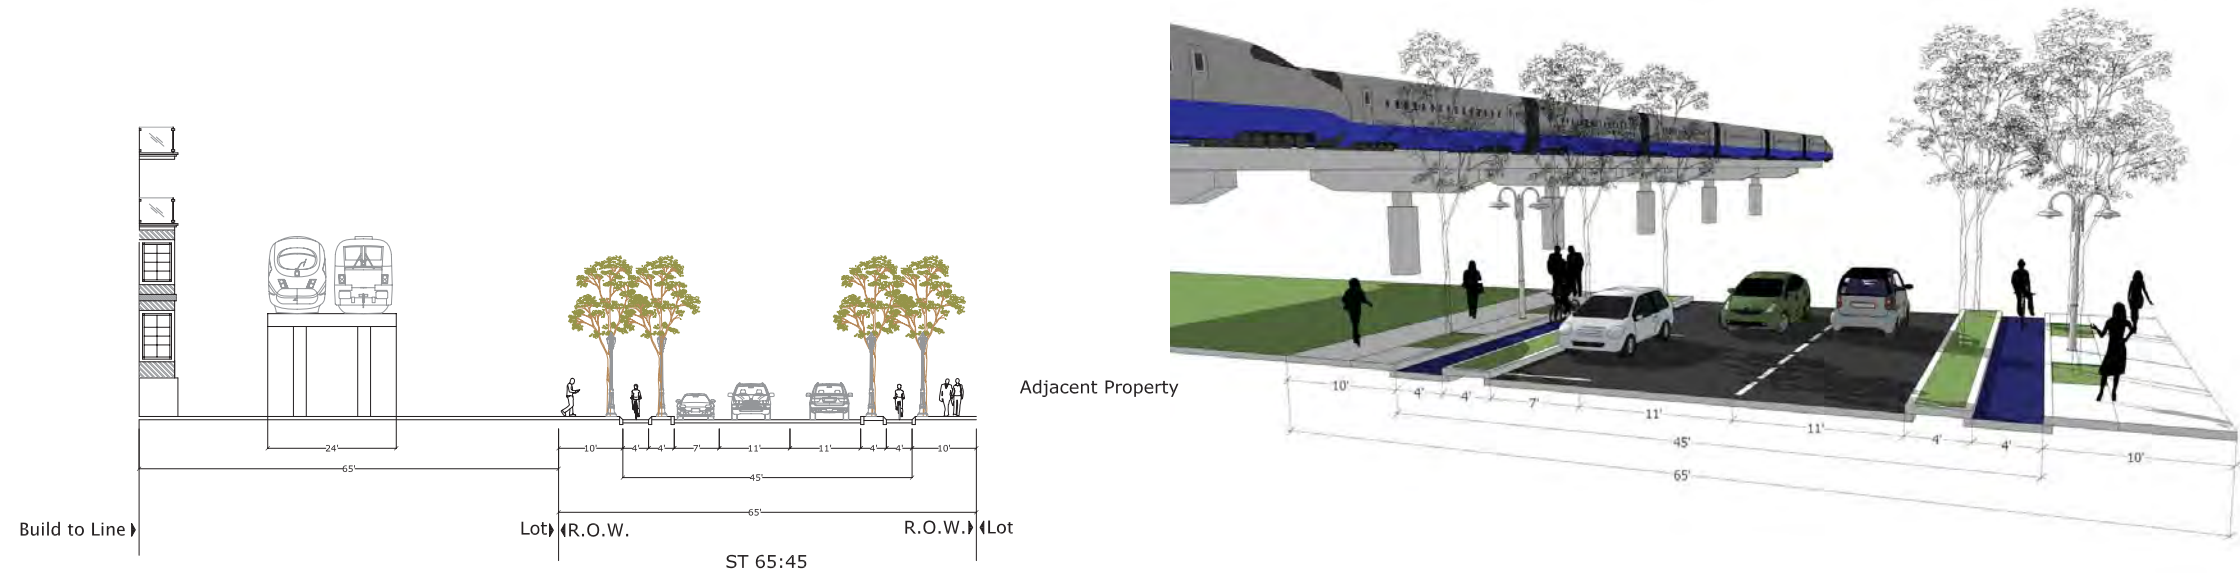 24'
65'
10' 4' 4' 7' 11' 11' 4' 4' 10'
45'
65'
Build to Line
Lot R.O.W.
R.O.W. Lot
ST 65:45
Adjacent Property
10' 4' 4' 7' 11' 11' 4' 4' 10'
45'
65'